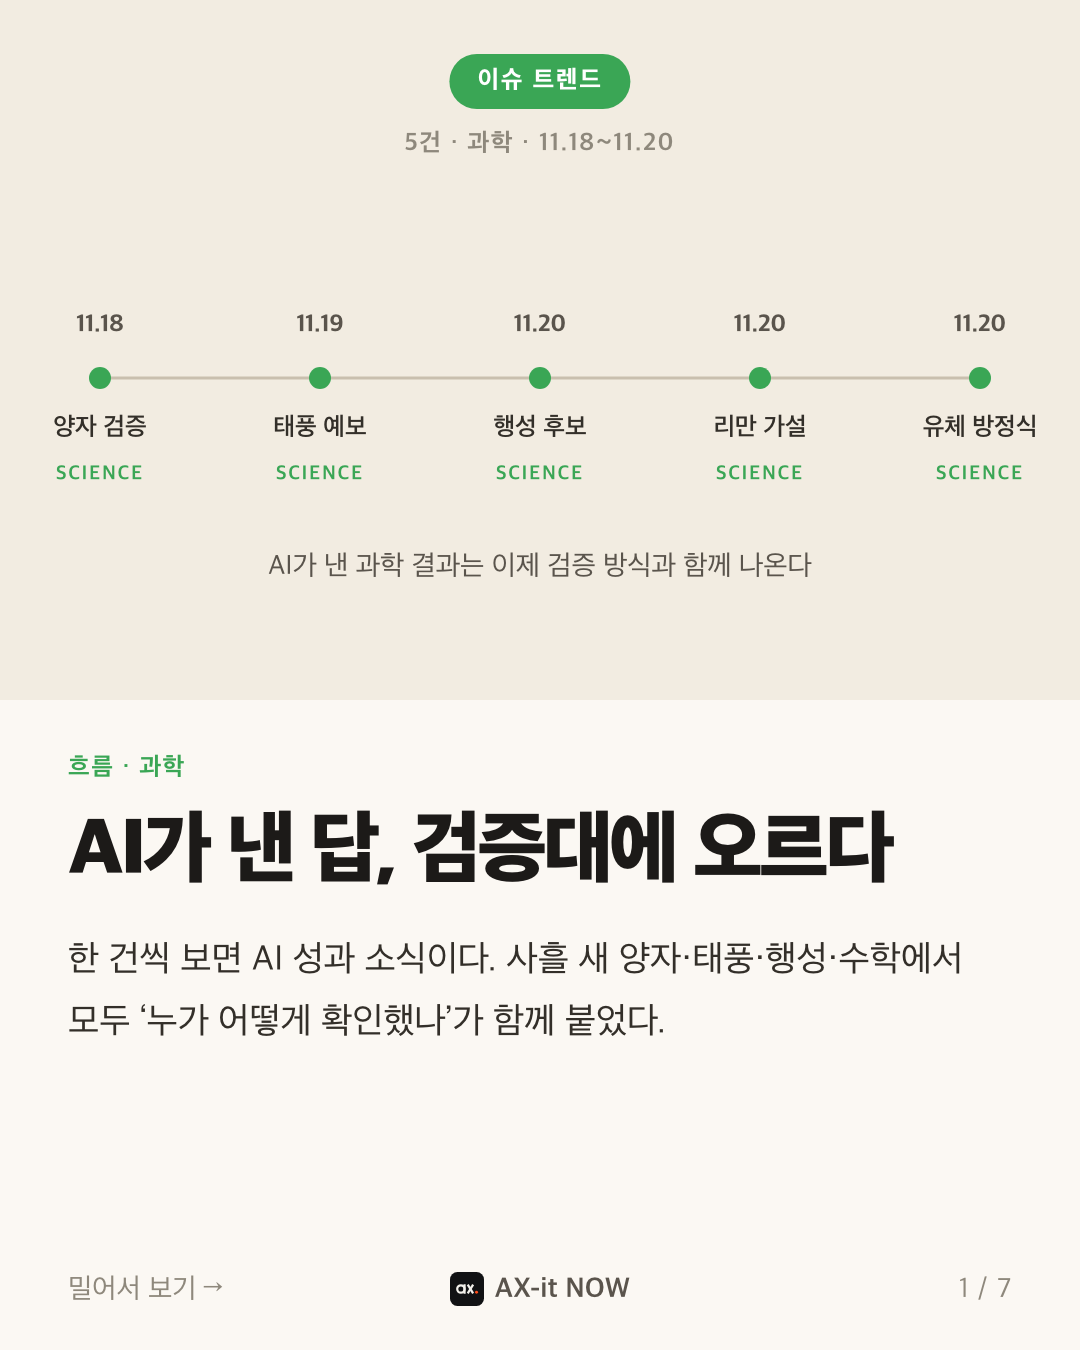 이슈 트렌드
5건 · 과학 · 11.18~11.20
11.18 11.19 11.20 11.20 11.20
양자 검증 태풍 예보 행성 후보 리만 가설 유체 방정식
SCIENCE SCIENCE SCIENCE SCIENCE SCIENCE
AI가 낸 과학 결과는 이제 검증 방식과 함께 나온다
흐름 · 과학
AI가 낸 답, 검증대에 오르다
한 건씩 보면 AI 성과 소식이다. 사흘 새 양자·태풍·행성·수학에서
모두 ‘누가 어떻게 확인했나’가 함께 붙었다.
밀어서 보기 → ax. AX-it NOW 1 / 7